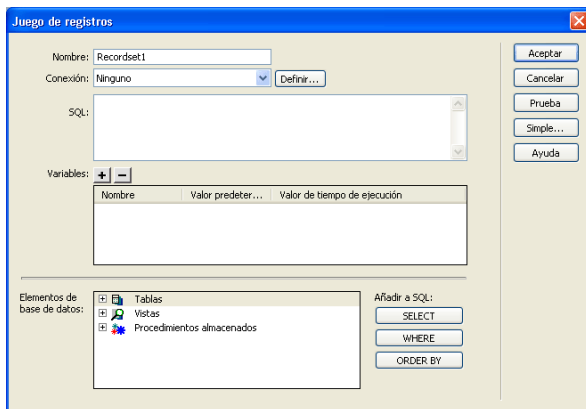 Juego de registros
Nombre: Recordset1
Conexión: Ninguno Definir...
SQL:
Variables: + −
Nombre Valor predeter... Valor de tiempo de ejecución
Elementos de base de datos:
Tablas
Vistas
Procedimientos almacenados
Añadir a SQL:
SELECT
WHERE
ORDER BY
Aceptar
Cancelar
Prueba
Simple...
Ayuda